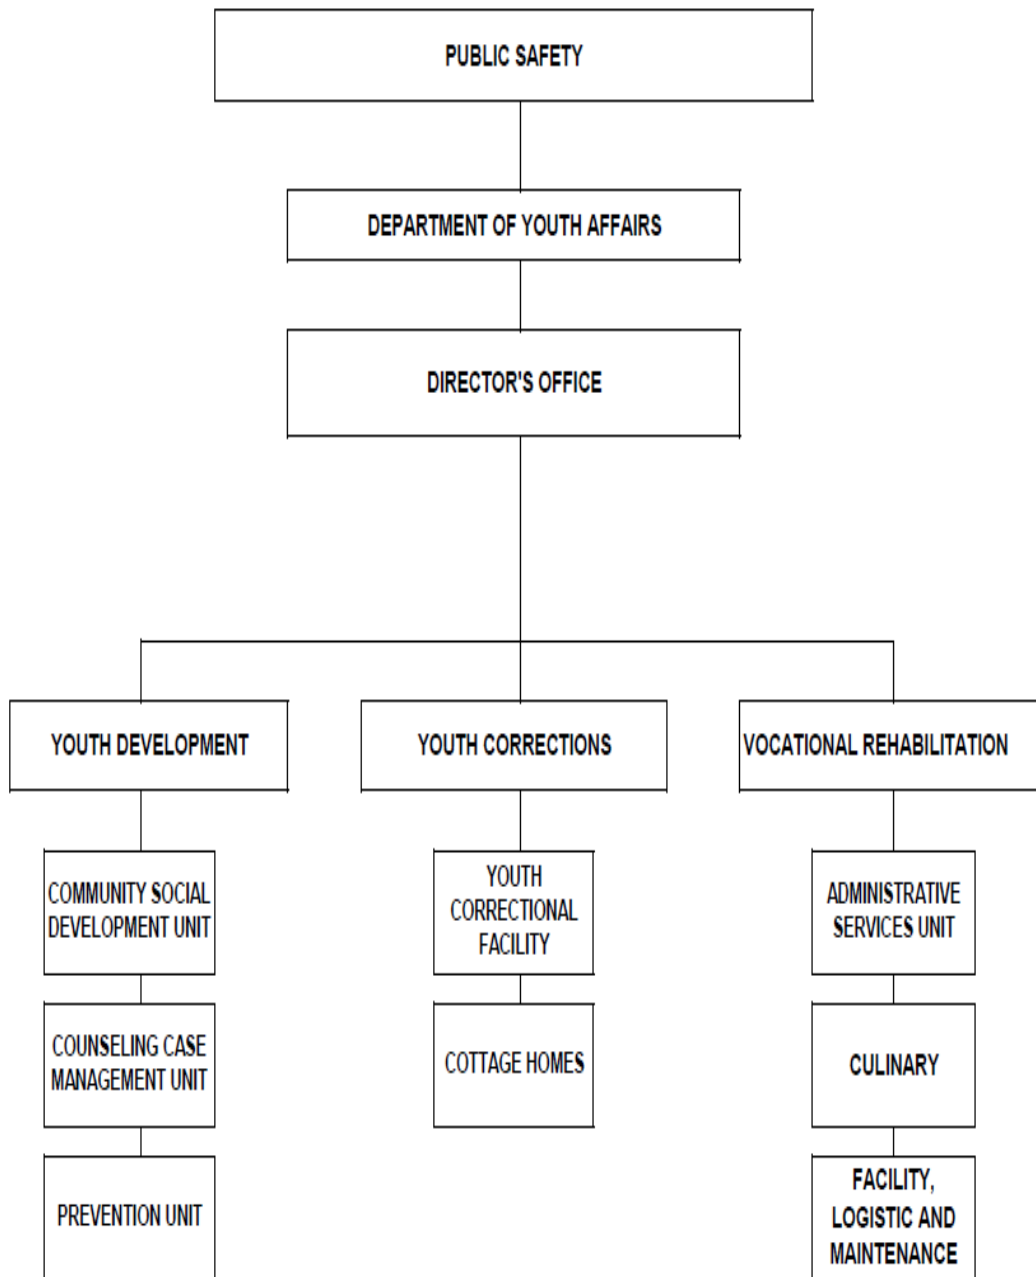 PUBLIC SAFETY
DEPARTMENT OF YOUTH AFFAIRS
DIRECTOR'S OFFICE
YOUTH DEVELOPMENT
YOUTH CORRECTIONS
VOCATIONAL REHABILITATION
COMMUNITY SOCIAL
DEVELOPMENT UNIT
YOUTH
CORRECTIONAL
FACILITY
ADMINISTRATIVE
SERVICES UNIT
COUNSELING CASE
MANAGEMENT UNIT
COTTAGE HOMES
CULINARY
PREVENTION UNIT
FACILITY,
LOGISTIC AND
MAINTENANCE